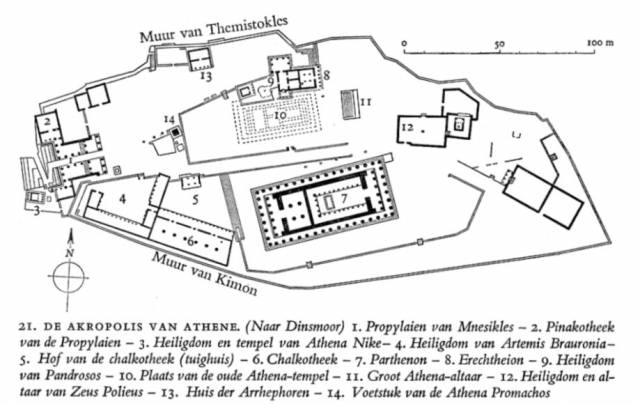 Muur van Themistokles
0 50 100 m
13
9
8
2
14
10
11
12
4
5
7
3
6
N
Muur van Kimon
21. DE AKROPOLIS VAN ATHENE. (Naar Dinsmoor) 1. Propylaien van Mnesikles – 2. Pinakotheek
van de Propylaien – 3. Heiligdom en tempel van Athena Nike– 4. Heiligdom van Artemis Brauronia–
5. Hof van de chalkotheek (tuighuis) – 6. Chalkotheek – 7. Parthenon – 8. Erechtheion – 9. Heiligdom
van Pandrosos – 10. Plaats van de oude Athena-tempel – 11. Groot Athena-altaar – 12. Heiligdom en al-
taar van Zeus Polieus – 13. Huis der Arrhephoren – 14. Voetstuk van de Athena Promachos